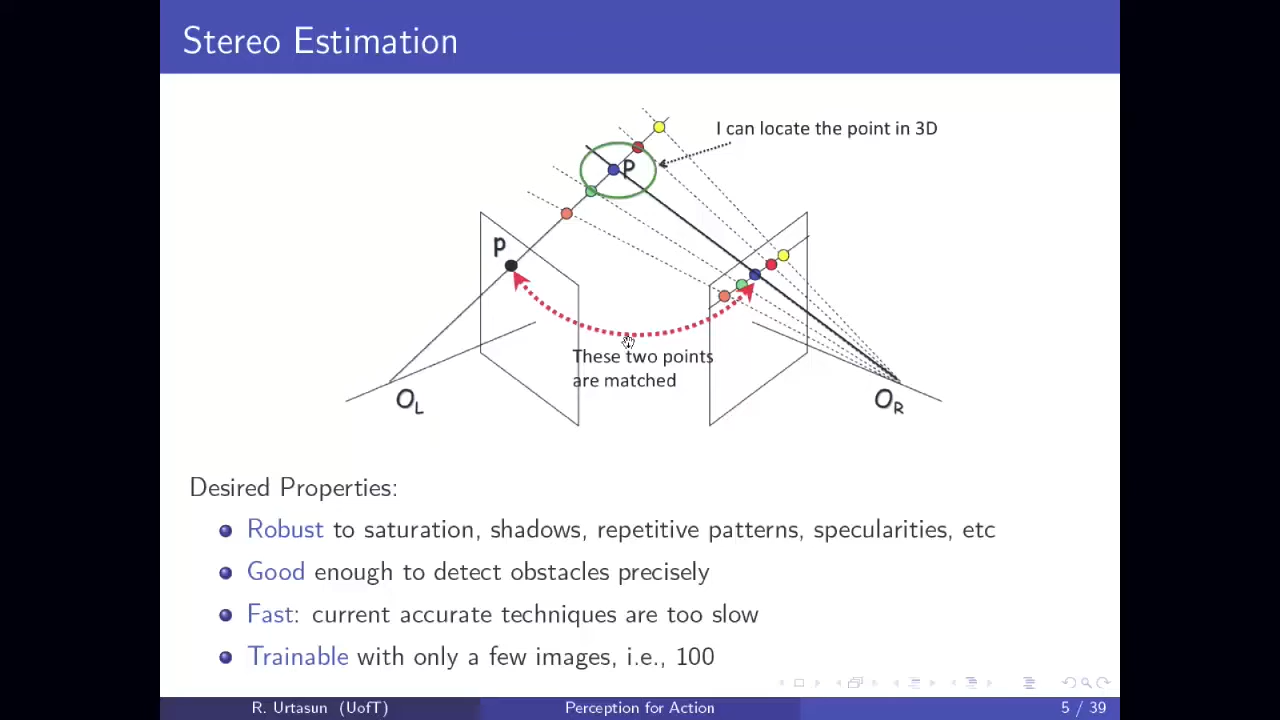 Stereo Estimation
I can locate the point in 3D
P
p
These two points
are matched
O_L
O_R
Desired Properties:
Robust to saturation, shadows, repetitive patterns, specularities, etc
Good enough to detect obstacles precisely
Fast: current accurate techniques are too slow
Trainable with only a few images, i.e., 100
R. Urtasun (UofT)
Perception for Action
5 / 39